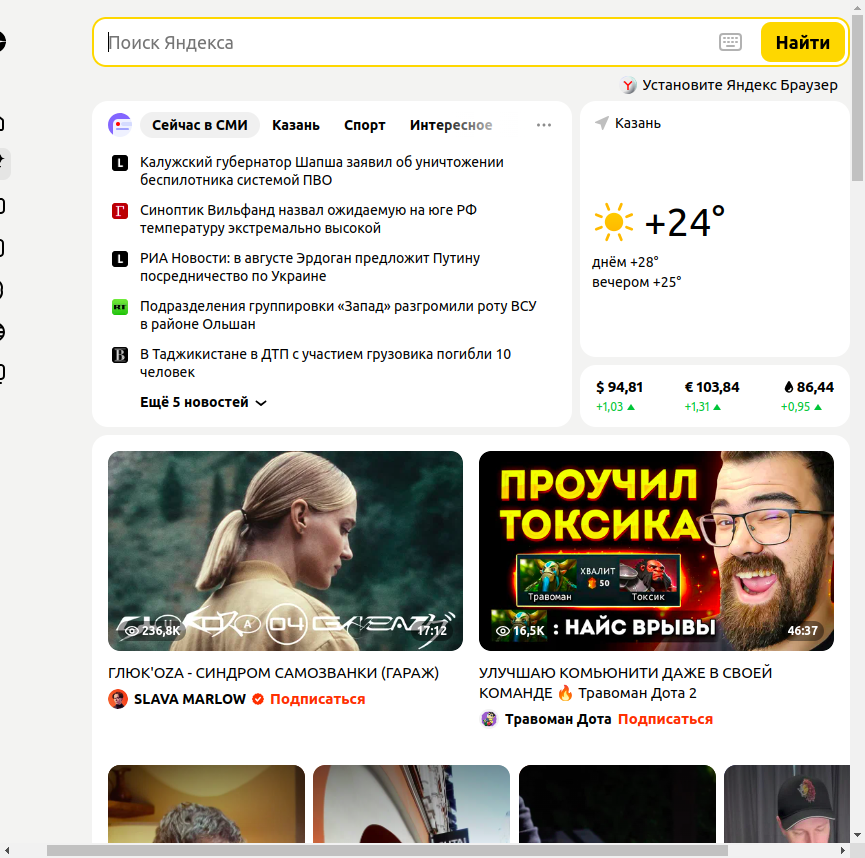 Поиск Яндекса
Найти
Установите Яндекс Браузер
Сейчас в СМИ
Казань
Спорт
Интересное
Калужский губернатор Шапша заявил об уничтожении
беспилотника системой ПВО
Синоптик Вильфанд назвал ожидаемую на юге РФ
температуру экстремально высокой
РИА Новости: в августе Эрдоган предложит Путину
посредничество по Украине
Подразделения группировки «Запад» разгромили роту ВСУ
в районе Ольшан
В Таджикистане в ДТП с участием грузовика погибли 10
человек
Ещё 5 новостей
Казань
+24°
днём +28°
вечером +25°
$ 94,81
€ 103,84
86,44
+1,03
+1,31
+0,95
236,8K
17:12
ГЛЮК'OZA - СИНДРОМ САМОЗВАНКИ (ГАРАЖ)
SLAVA MARLOW
Подписаться
ПРОУЧИЛ
ТОКСИКА
ХВАЛИТ
50
Травоман
Токсик
16,5K
: НАЙС ВРЫВЫ
46:37
УЛУЧШАЮ КОМЬЮНИТИ ДАЖЕ В СВОЕЙ
КОМАНДЕ 🔥 Травоман Дота 2
Травоман Дота
Подписаться